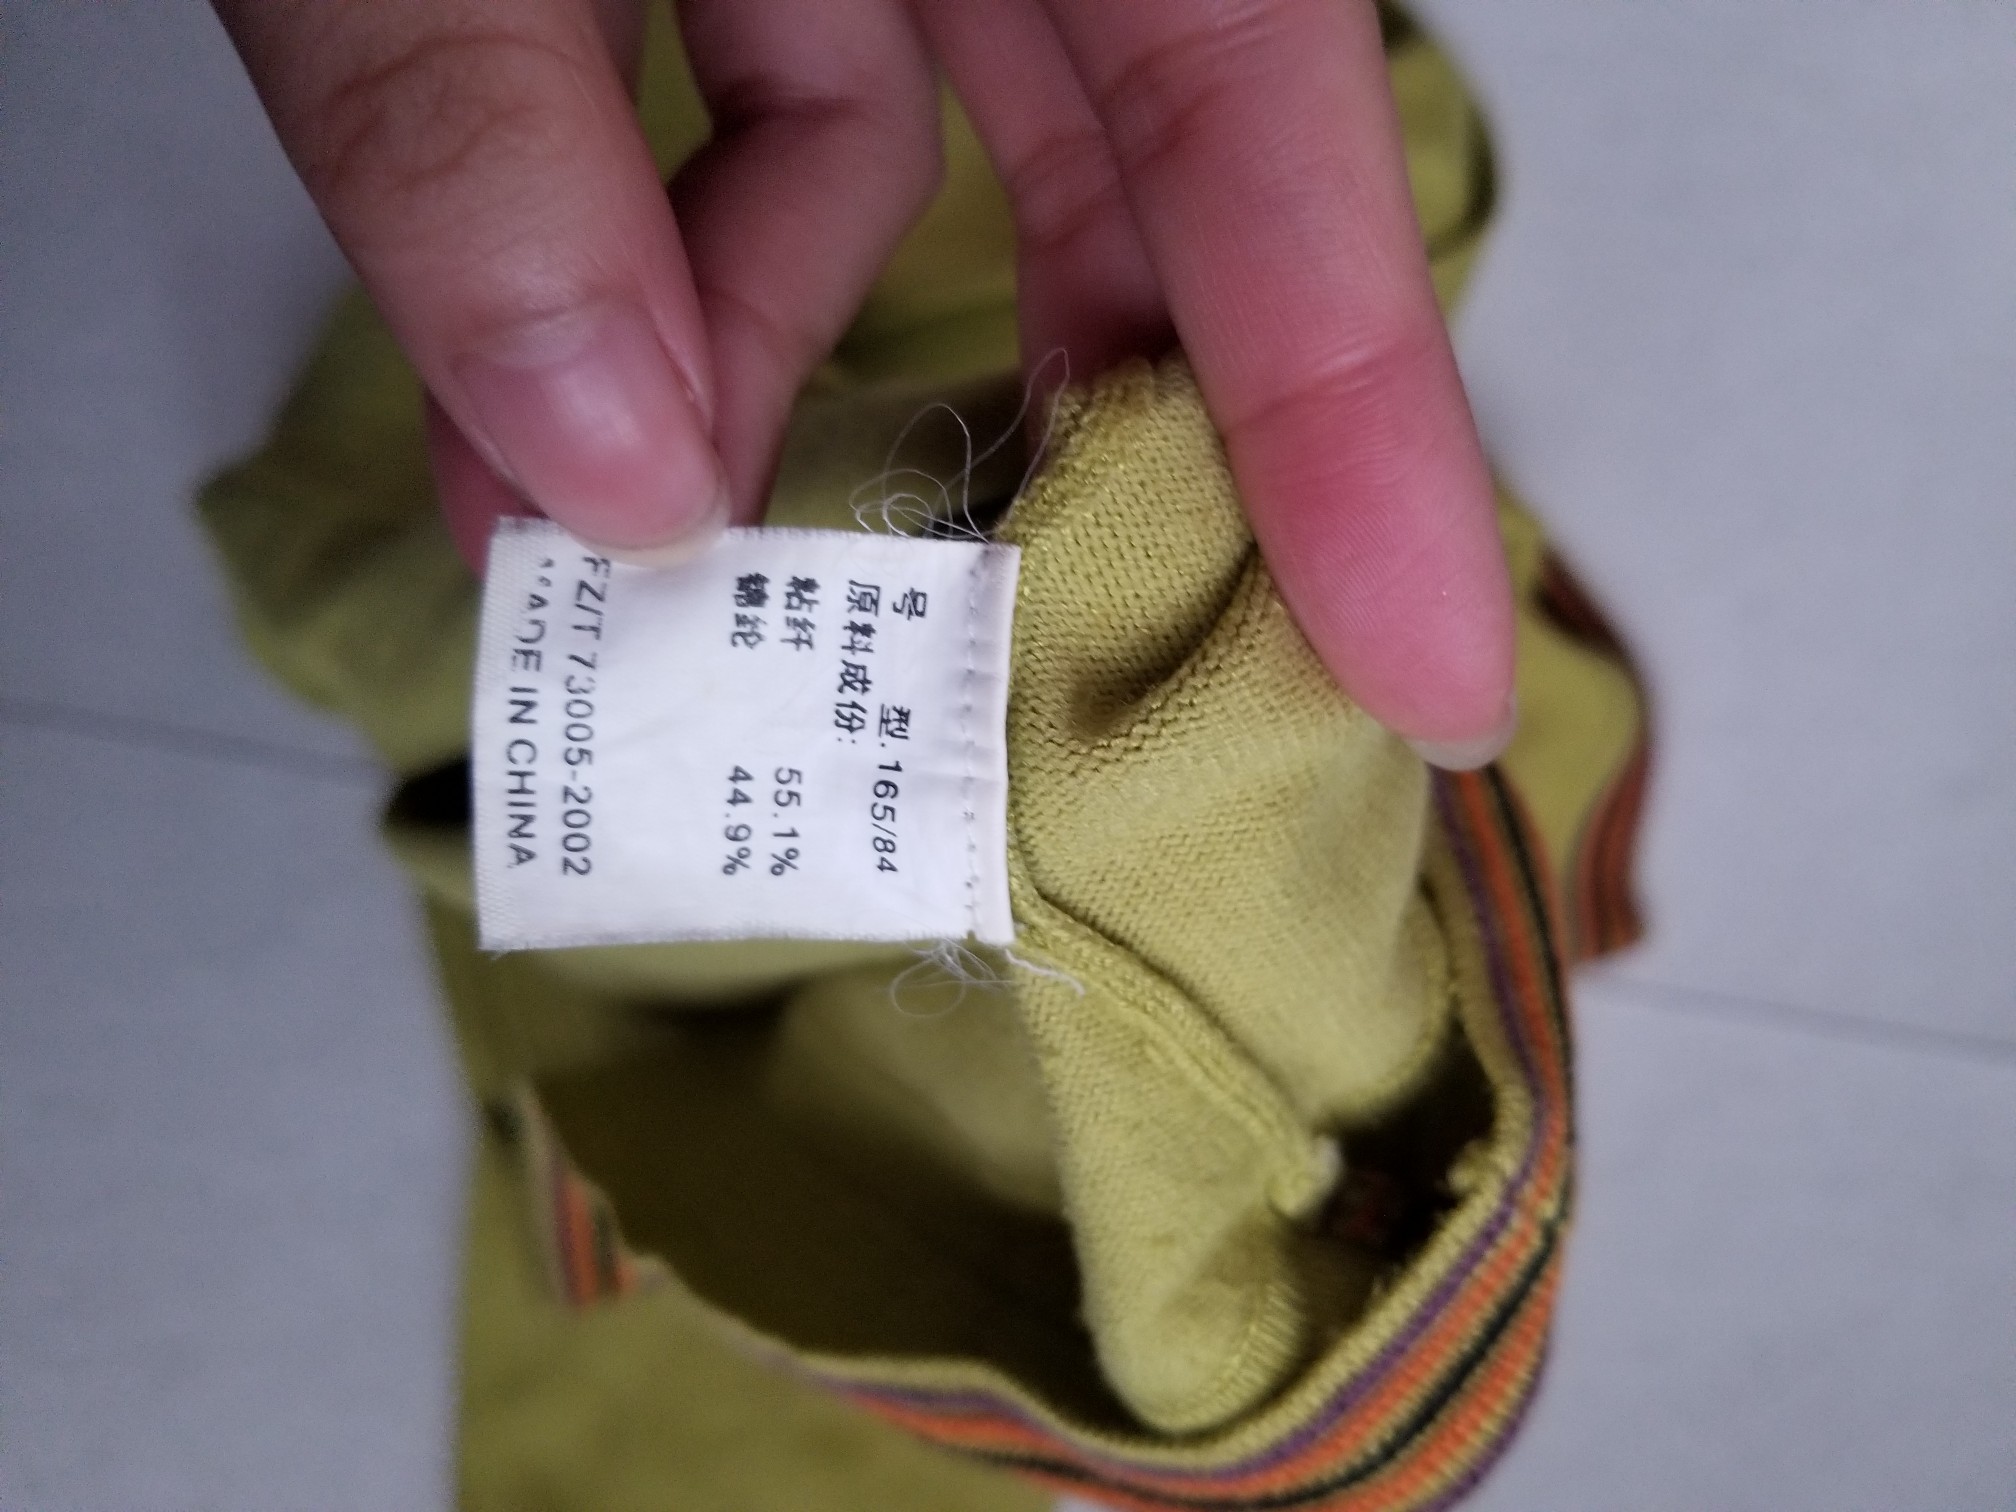 号 型. 165/84
原料成份:
粘纤 55.1%
锦纶 44.9%
FZ/T 73005-2002
MADE IN CHINA